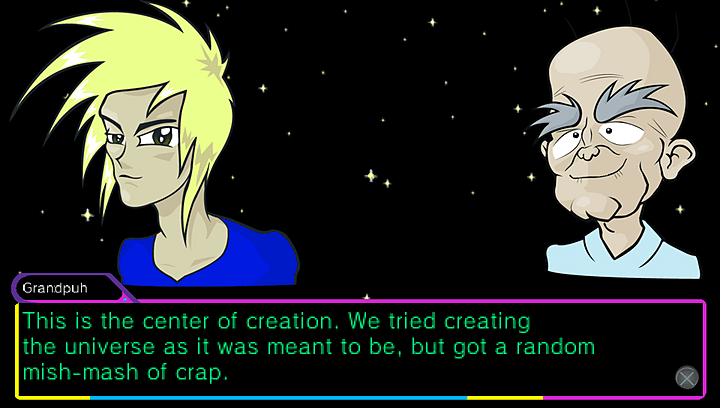 Grandpuh
This is the center of creation. We tried creating
the universe as it was meant to be, but got a random
mish-mash of crap.